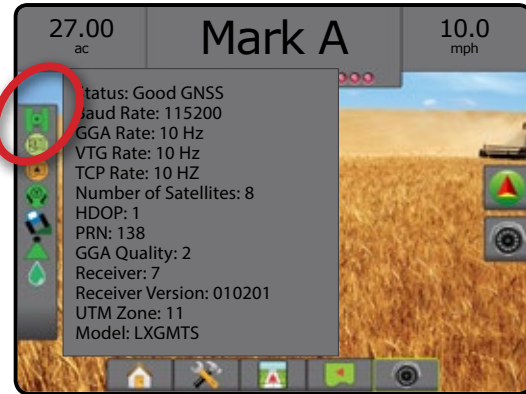 27.00
ac
Mark A
10.0
mph
Status: Good GNSS
Baud Rate: 115200
GGA Rate: 10 Hz
VTG Rate: 10 Hz
TCP Rate: 10 HZ
Number of Satellites: 8
HDOP: 1
PRN: 138
GGA Quality: 2
Receiver: 7
Receiver Version: 010201
UTM Zone: 11
Model: LXGMTS